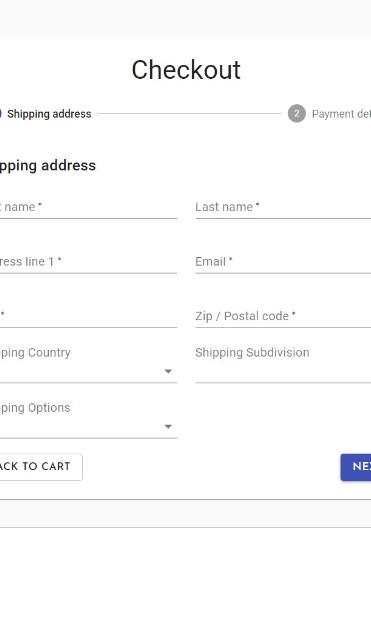 Checkout
Shipping address 2 Payment det
pping address
t name * Last name *
ress line 1 * Email *
* Zip / Postal code *
ping Country Shipping Subdivision
ping Options
ACK TO CART NEX